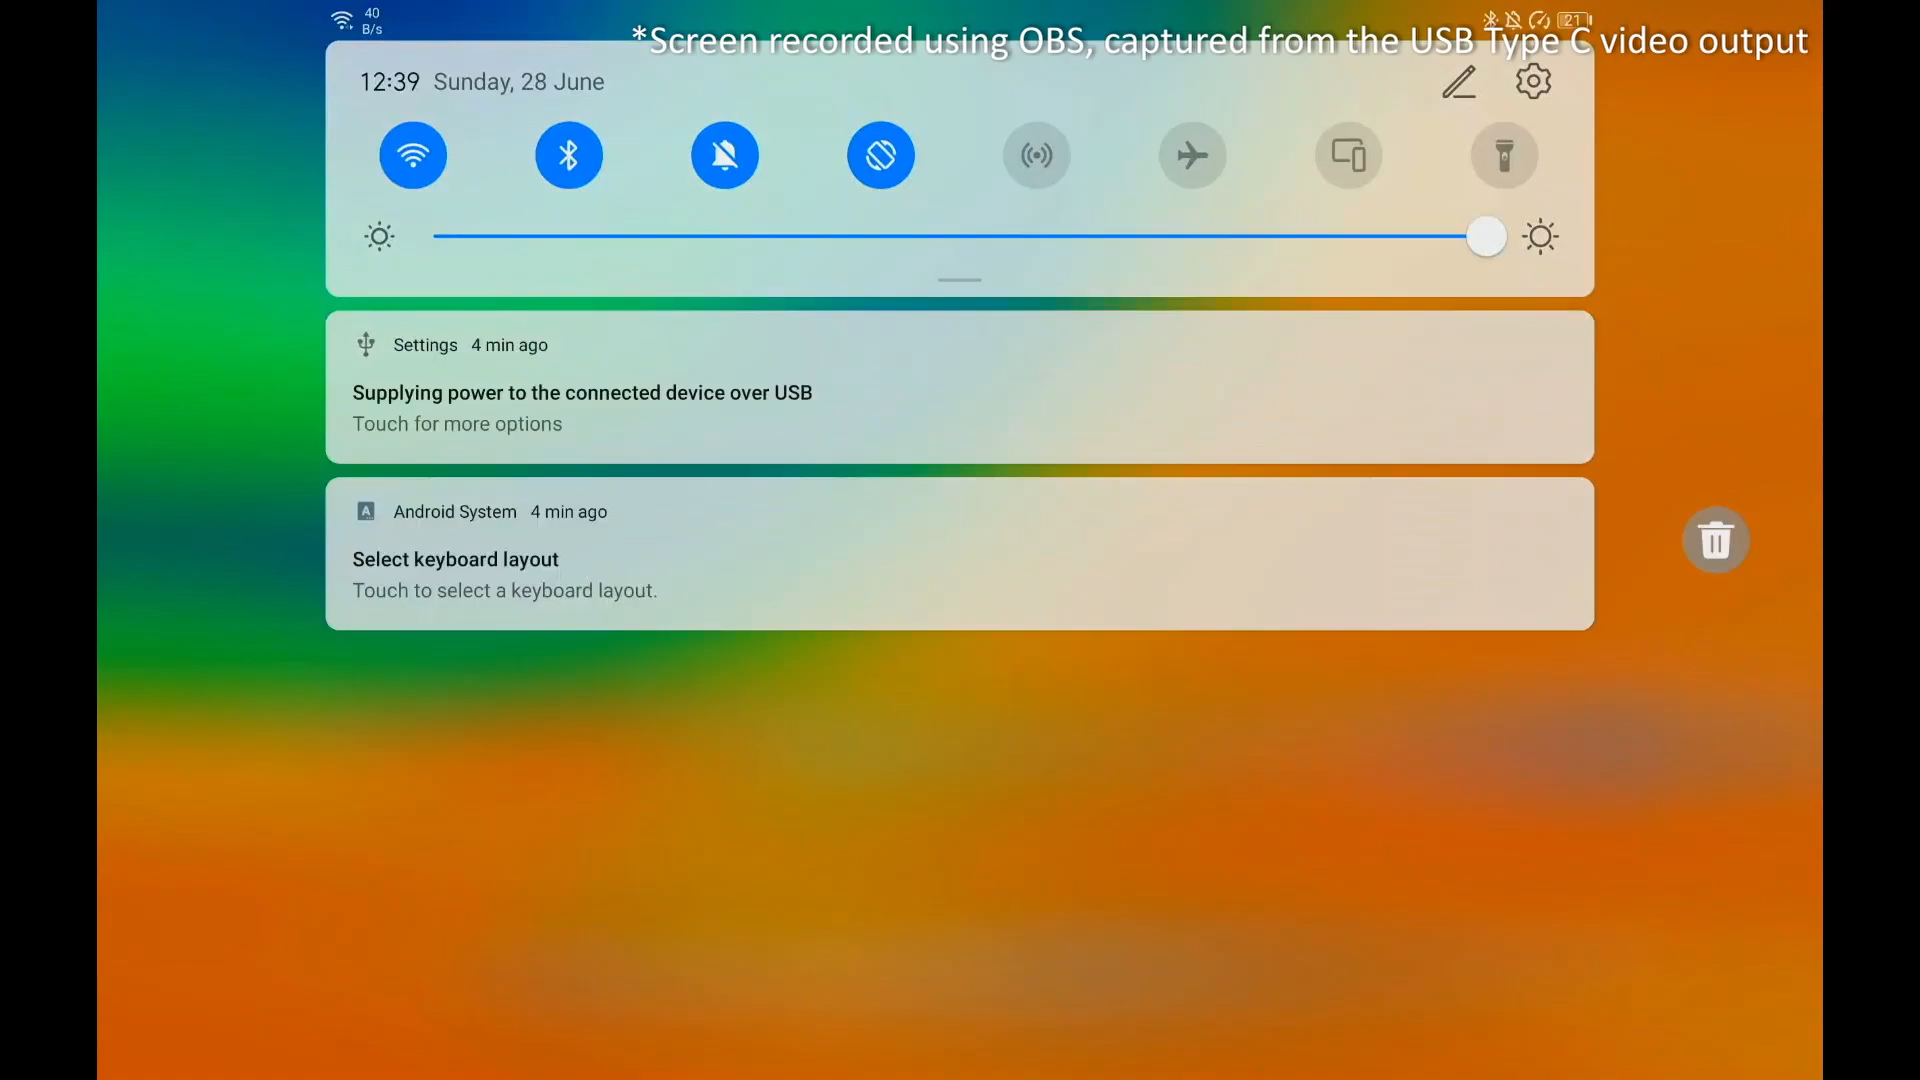 40
B/s
21
*Screen recorded using OBS, captured from the USB Type C video output
12:39 Sunday, 28 June
Settings 4 min ago
Supplying power to the connected device over USB
Touch for more options
A Android System 4 min ago
Select keyboard layout
Touch to select a keyboard layout.